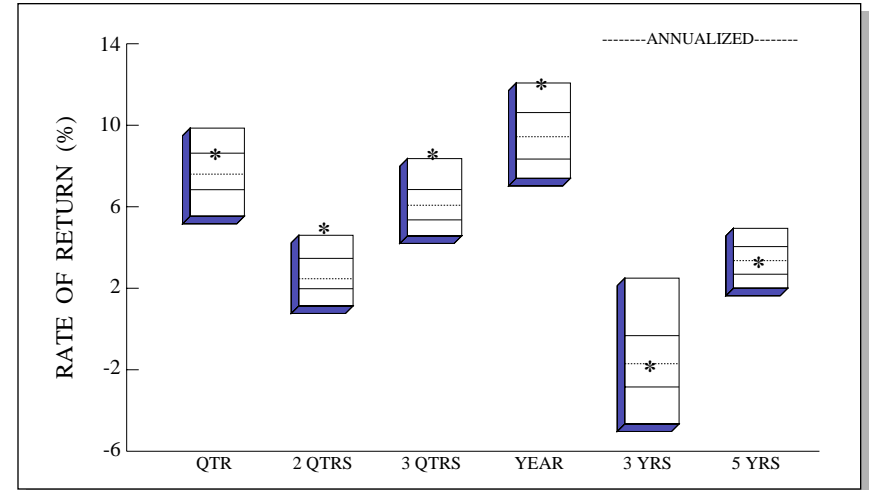 --------ANNUALIZED--------
RATE OF RETURN (%)
14
10
6
2
-2
-6
QTR 2 QTRS 3 QTRS YEAR 3 YRS 5 YRS